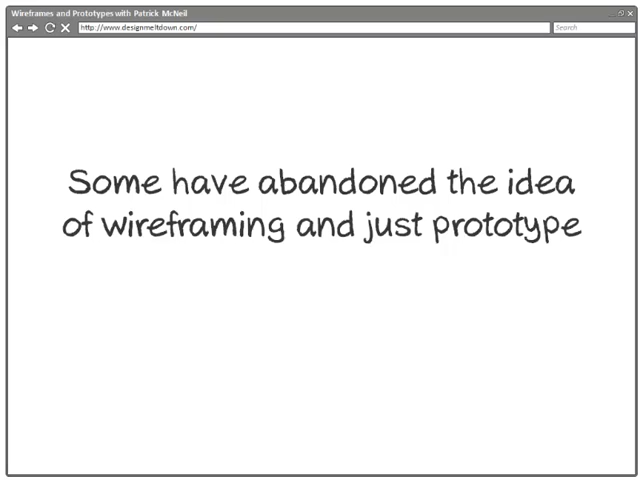 Wireframes and Prototypes with Patrick McNeil
http://www.designmeltdown.com/
Search
Some have abandoned the idea
of wireframing and just prototype